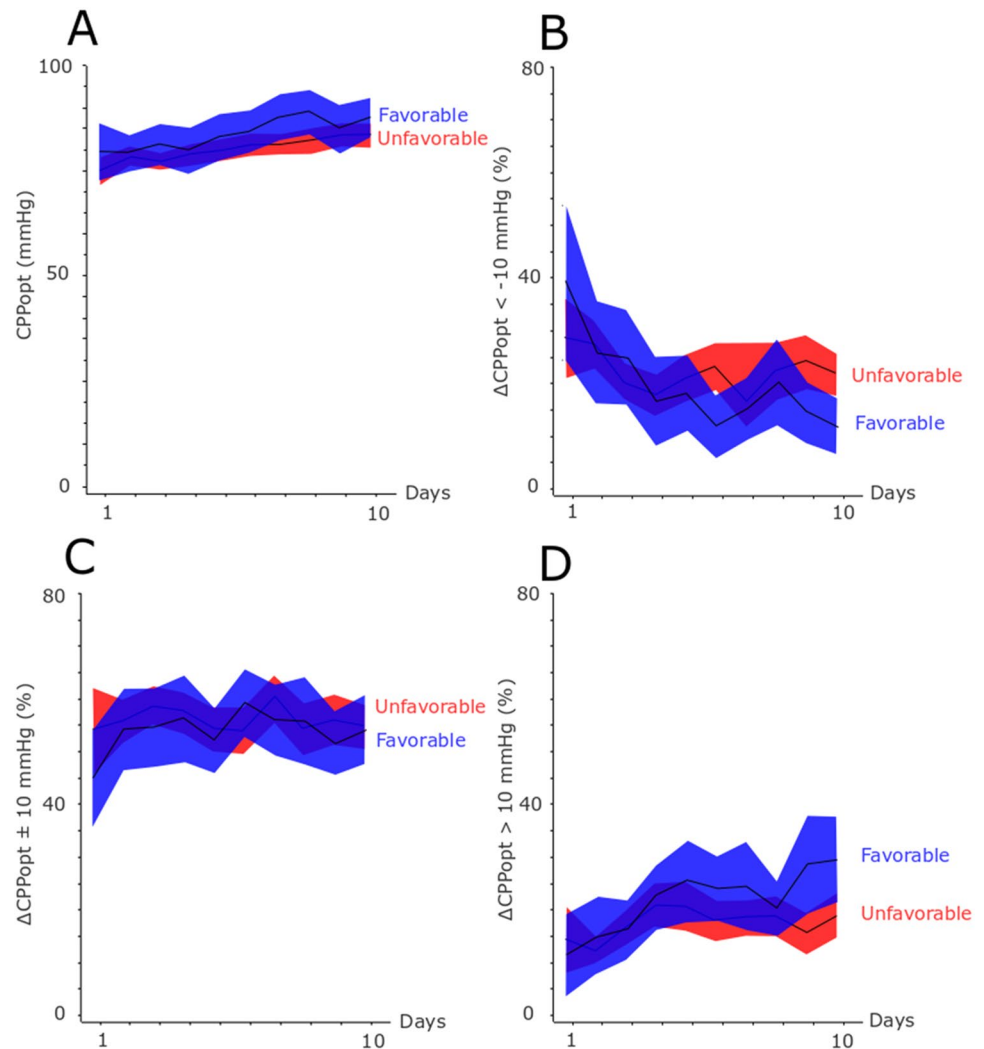 A
100
50
0
CPPopt (mmHg)
Favorable
Unfavorable
1
10
Days
B
80
40
0
ΔCPPopt < -10 mmHg (%)
Unfavorable
Favorable
1
10
Days
C
80
40
0
ΔCPPopt ± 10 mmHg (%)
Unfavorable
Favorable
1
10
Days
D
80
40
0
ΔCPPopt > 10 mmHg (%)
Favorable
Unfavorable
1
10
Days